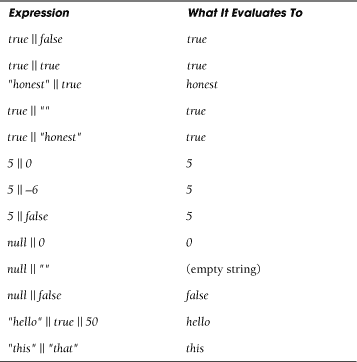 Expression What It Evaluates To
true || false true
true || true true
"honest" || true honest
true || "" true
true || "honest" true
5 || 0 5
5 || –6 5
5 || false 5
null || 0 0
null || "" (empty string)
null || false false
"hello" || true || 50 hello
"this" || "that" this